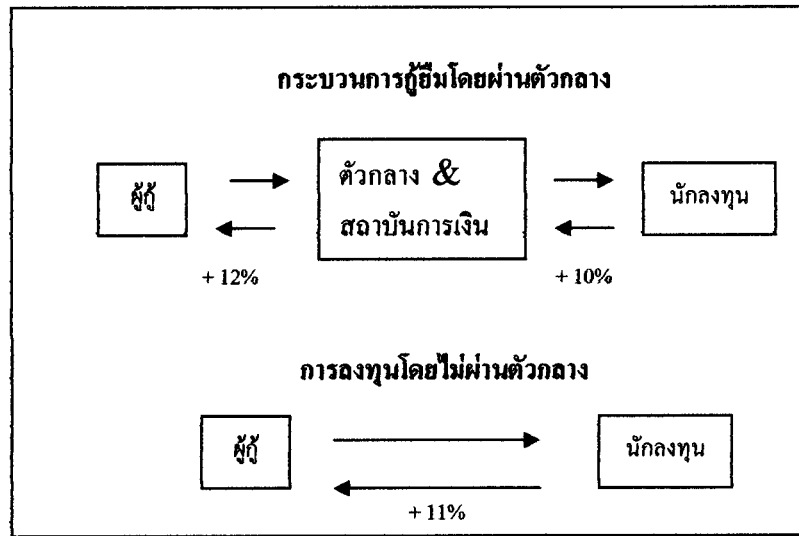 กระบวนการกู้ยืมโดยผ่านตัวกลาง
ผู้กู้
ตัวกลาง &
สถาบันการเงิน
นักลงทุน
+ 12%
+ 10%
การลงทุนโดยไม่ผ่านตัวกลาง
ผู้กู้
นักลงทุน
+ 11%